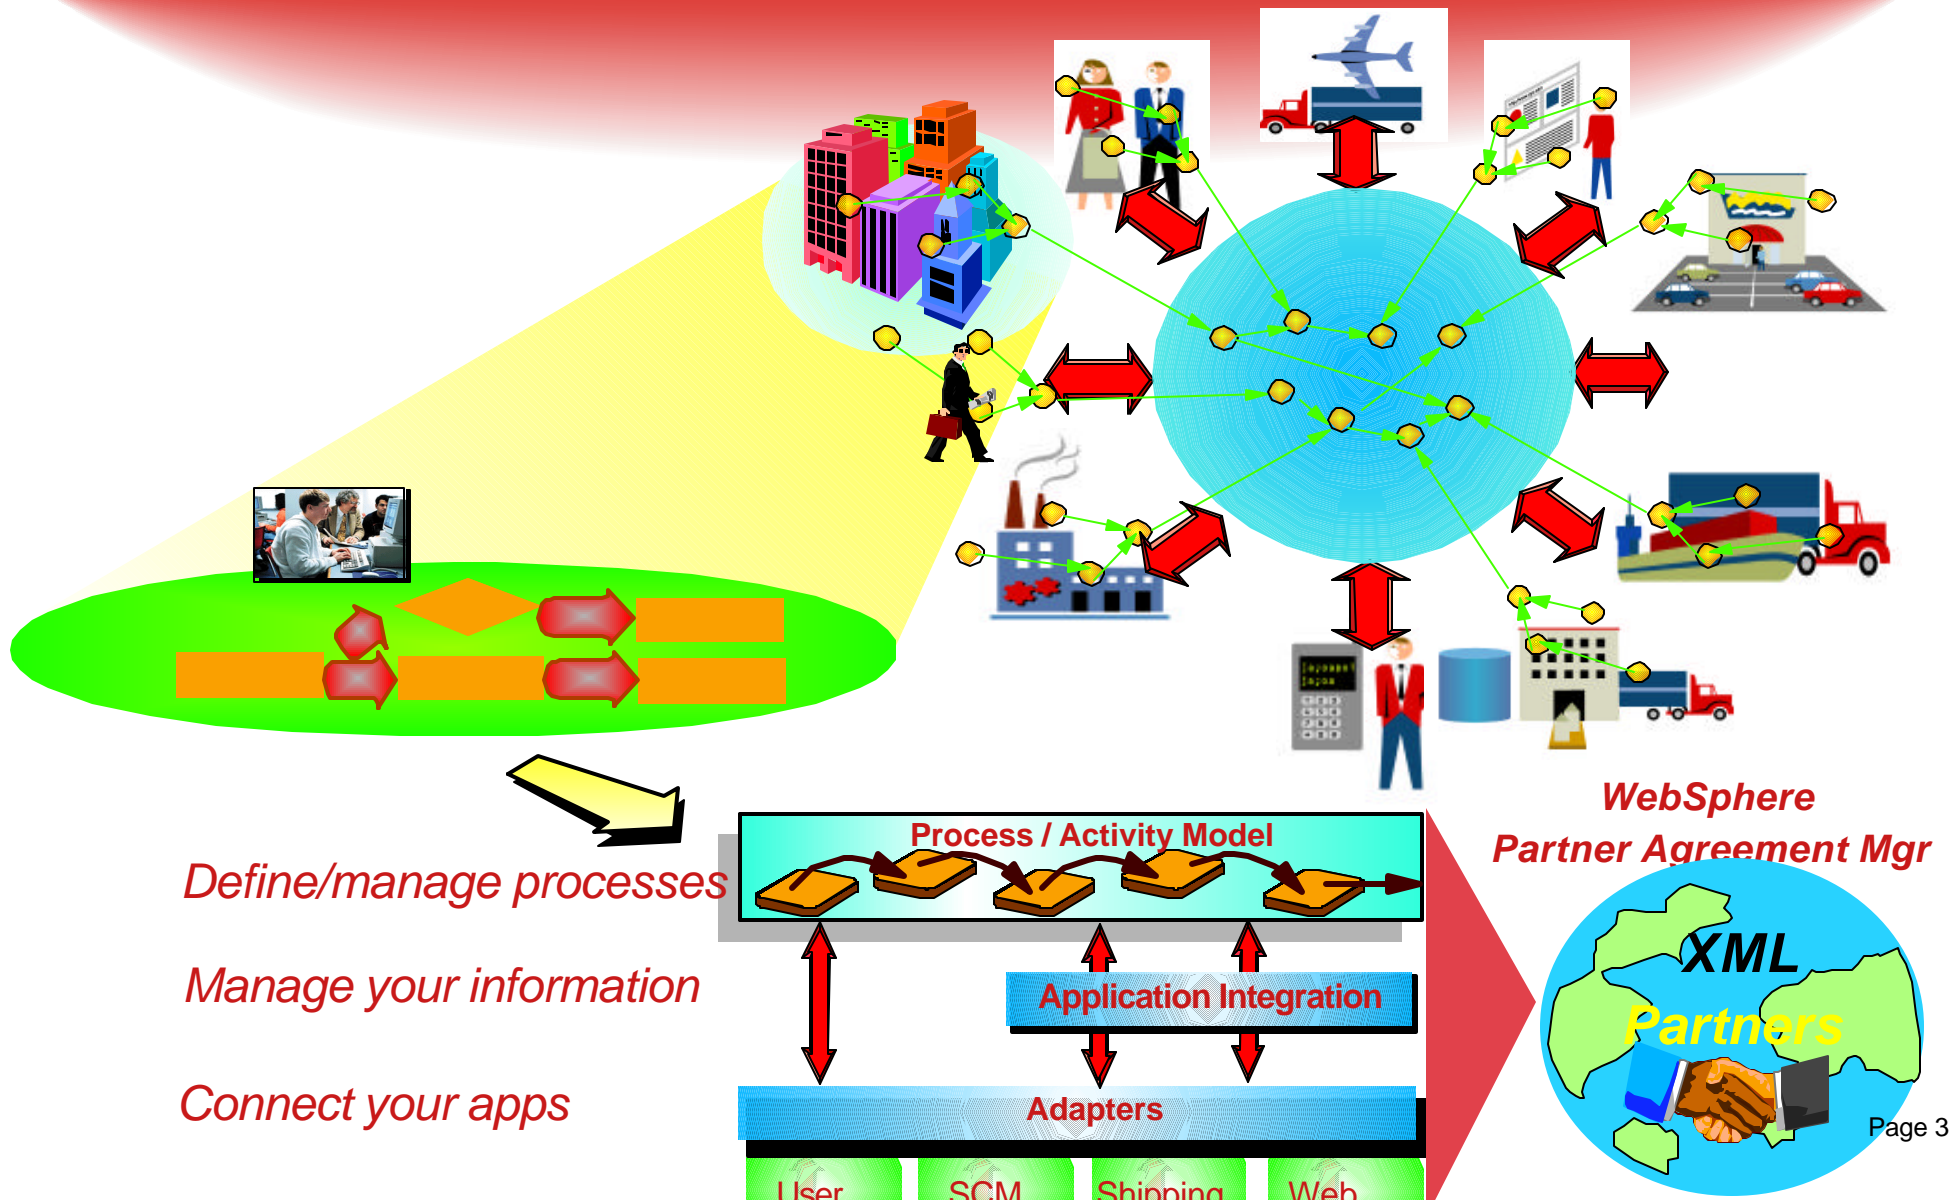 WebSphere
Partner Agreement Mgr
Process / Activity Model
Define/manage processes
XML
Manage your information
Application Integration
Partners
Connect your apps
Adapters
Page 3
User
SCM
Shipping
Web